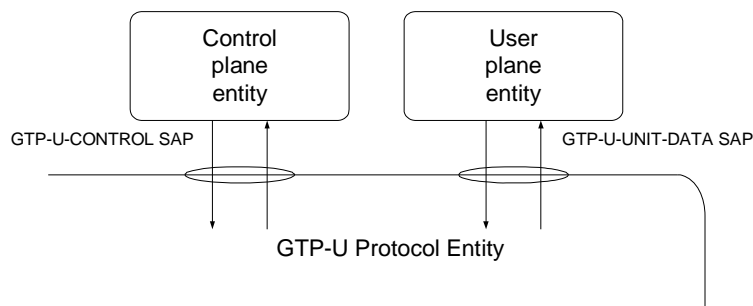 Control
plane
entity
User
plane
entity
GTP-U-CONTROL SAP
GTP-U-UNIT-DATA SAP
GTP-U Protocol Entity